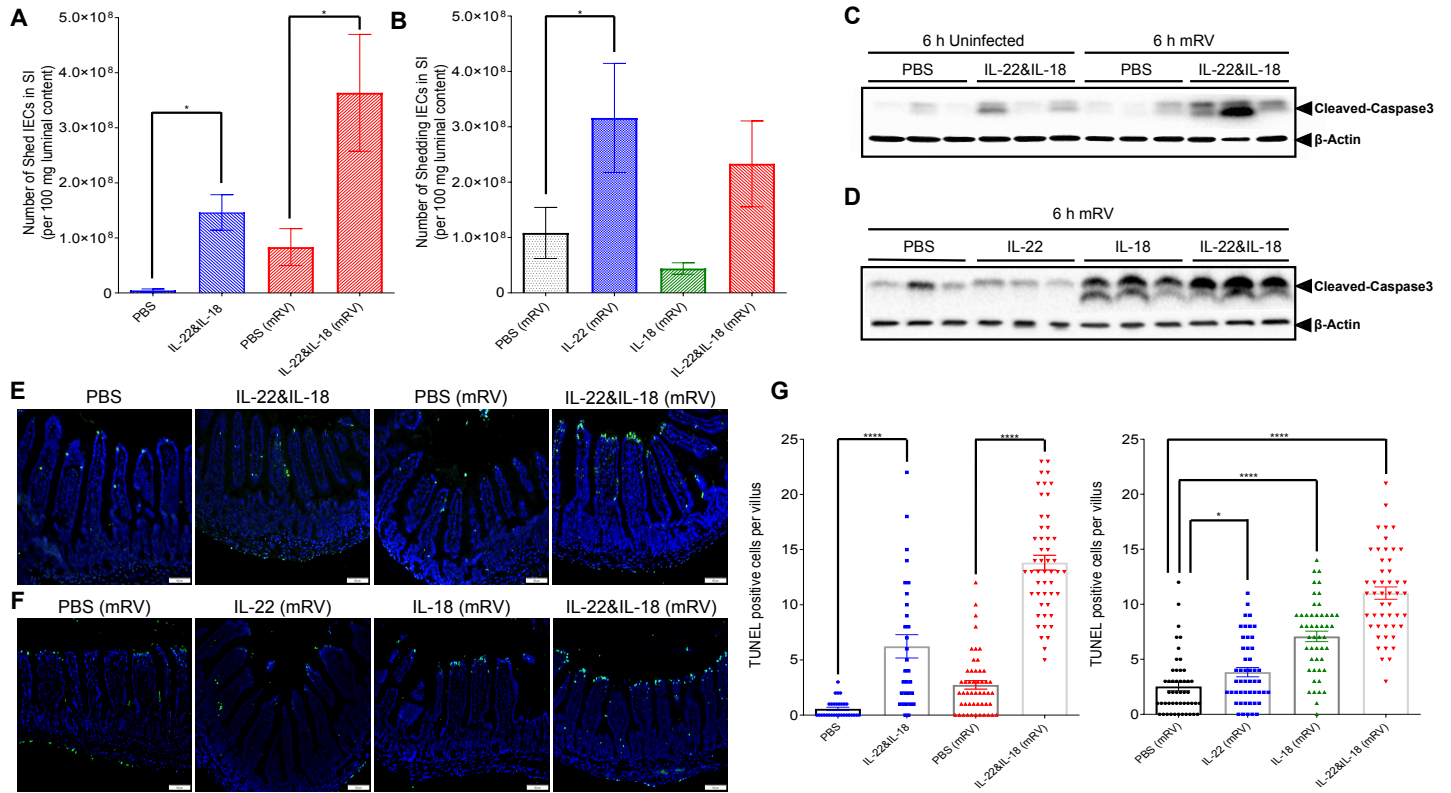 A
Number of Shed IECs in SI
(per 100 mg luminal content)
5.0×10⁸
4.0×10⁸
3.0×10⁸
2.0×10⁸
1.0×10⁸
0
*
*
PBS
IL-22&IL-18
PBS (mRV)
IL-22&IL-18 (mRV)
B
Number of Shedding IECs in SI
(per 100 mg luminal content)
5.0×10⁸
4.0×10⁸
3.0×10⁸
2.0×10⁸
1.0×10⁸
0
*
PBS (mRV)
IL-22 (mRV)
IL-18 (mRV)
IL-22&IL-18 (mRV)
C
6 h Uninfected
6 h mRV
PBS
IL-22&IL-18
PBS
IL-22&IL-18
Cleaved-Caspase3
β-Actin
D
6 h mRV
PBS
IL-22
IL-18
IL-22&IL-18
Cleaved-Caspase3
β-Actin
E
PBS
IL-22&IL-18
PBS (mRV)
IL-22&IL-18 (mRV)
F
PBS (mRV)
IL-22 (mRV)
IL-18 (mRV)
IL-22&IL-18 (mRV)
G
TUNEL positive cells per villus
25
20
15
10
5
0
****
****
PBS
IL-22&IL-18
PBS (mRV)
IL-22&IL-18 (mRV)
TUNEL positive cells per villus
25
20
15
10
5
0
****
****
*
PBS (mRV)
IL-22 (mRV)
IL-18 (mRV)
IL-22&IL-18 (mRV)